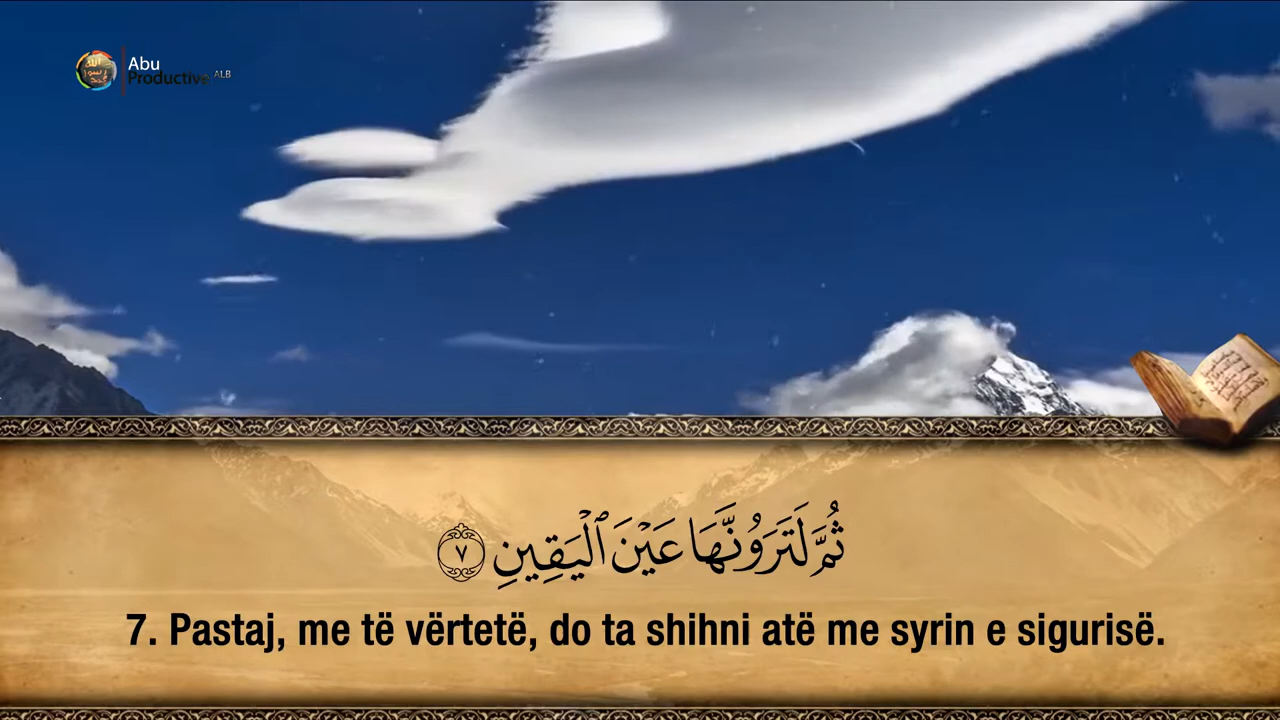 Abu
Productive ALB
ثُمَّ لَتَرَوُنَّهَا عَيْنَ ٱلْيَقِينِ ٧
7. Pastaj, me të vërtetë, do ta shihni atë me syrin e sigurisë.